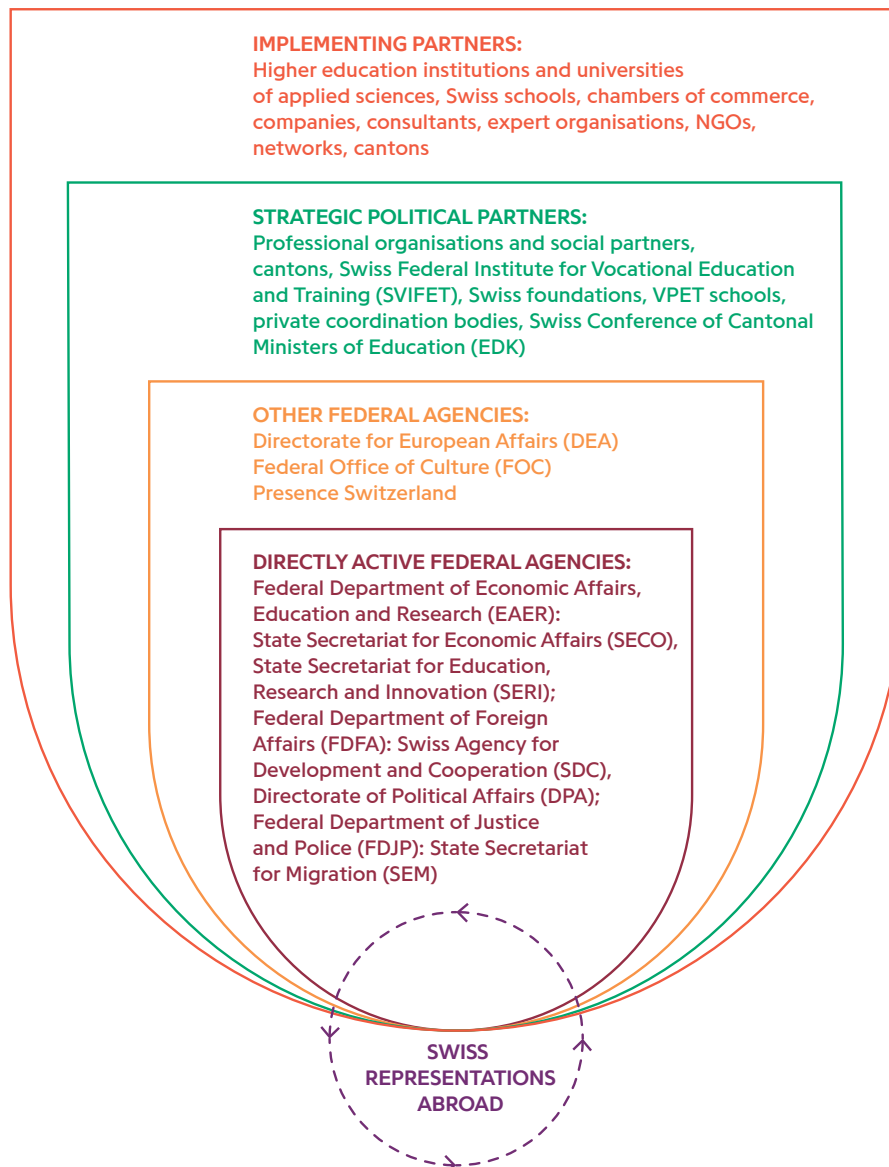 IMPLEMENTING PARTNERS:
Higher education institutions and universities
of applied sciences, Swiss schools, chambers of commerce,
companies, consultants, expert organisations, NGOs,
networks, cantons
STRATEGIC POLITICAL PARTNERS:
Professional organisations and social partners,
cantons, Swiss Federal Institute for Vocational Education
and Training (SVIFET), Swiss foundations, VPET schools,
private coordination bodies, Swiss Conference of Cantonal
Ministers of Education (EDK)
OTHER FEDERAL AGENCIES:
Directorate for European Affairs (DEA)
Federal Office of Culture (FOC)
Presence Switzerland
DIRECTLY ACTIVE FEDERAL AGENCIES:
Federal Department of Economic Affairs,
Education and Research (EAER):
State Secretariat for Economic Affairs (SECO),
State Secretariat for Education,
Research and Innovation (SERI);
Federal Department of Foreign
Affairs (FDFA): Swiss Agency for
Development and Cooperation (SDC),
Directorate of Political Affairs (DPA);
Federal Department of Justice
and Police (FDJP): State Secretariat
for Migration (SEM)
SWISS
REPRESENTATIONS
ABROAD